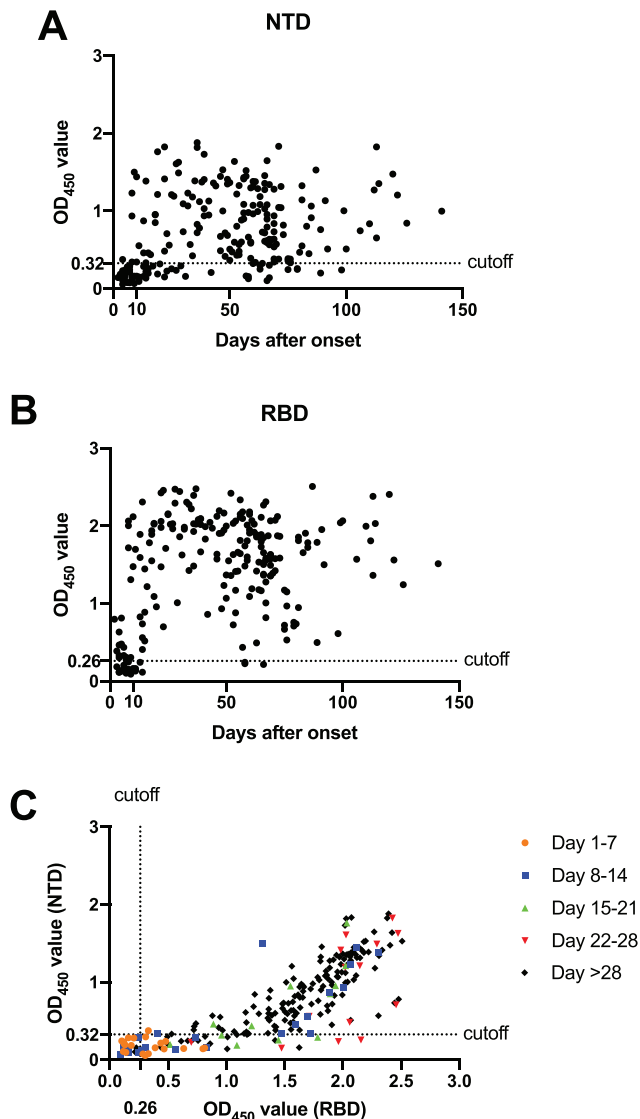 A
NTD
3
2
1
0.32
0
OD450 value
cutoff
0 10 50 100 150
Days after onset
B
RBD
3
2
1
0.26
0
OD450 value
cutoff
0 10 50 100 150
Days after onset
C
cutoff
3
2
1
0.32
0
OD450 value (NTD)
cutoff
0.0 0.5 1.0 1.5 2.0 2.5 3.0
0.26
OD450 value (RBD)
Day 1-7
Day 8-14
Day 15-21
Day 22-28
Day >28